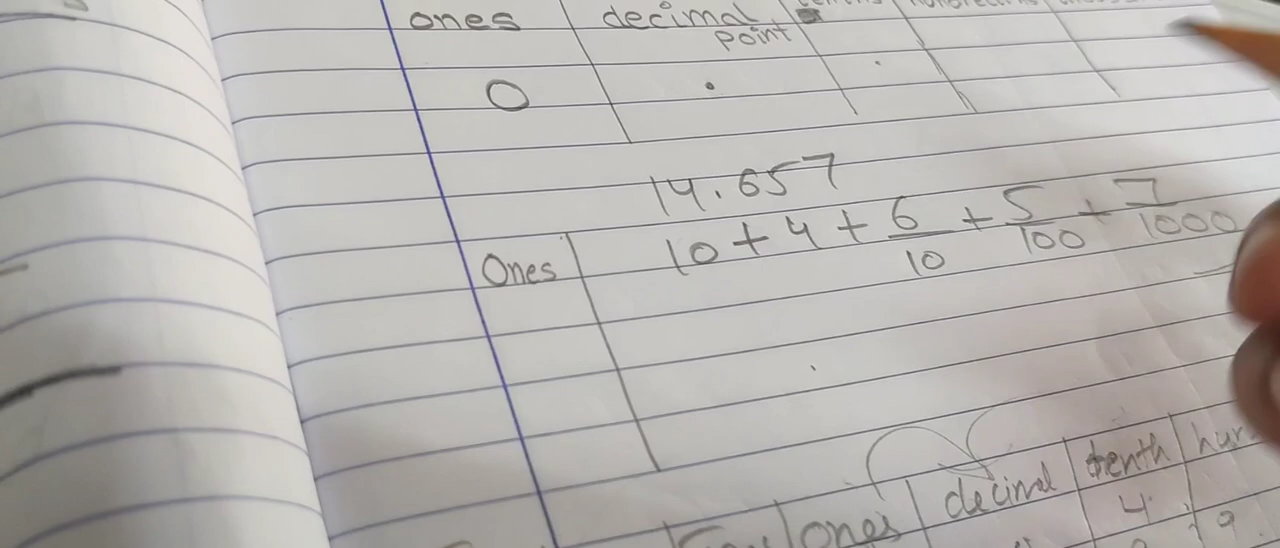 ones decimal point
0 .
14.657
10 + 4 + 6/10 + 5/100 + 7/1000
Ones
ones decimal tenth
4 9